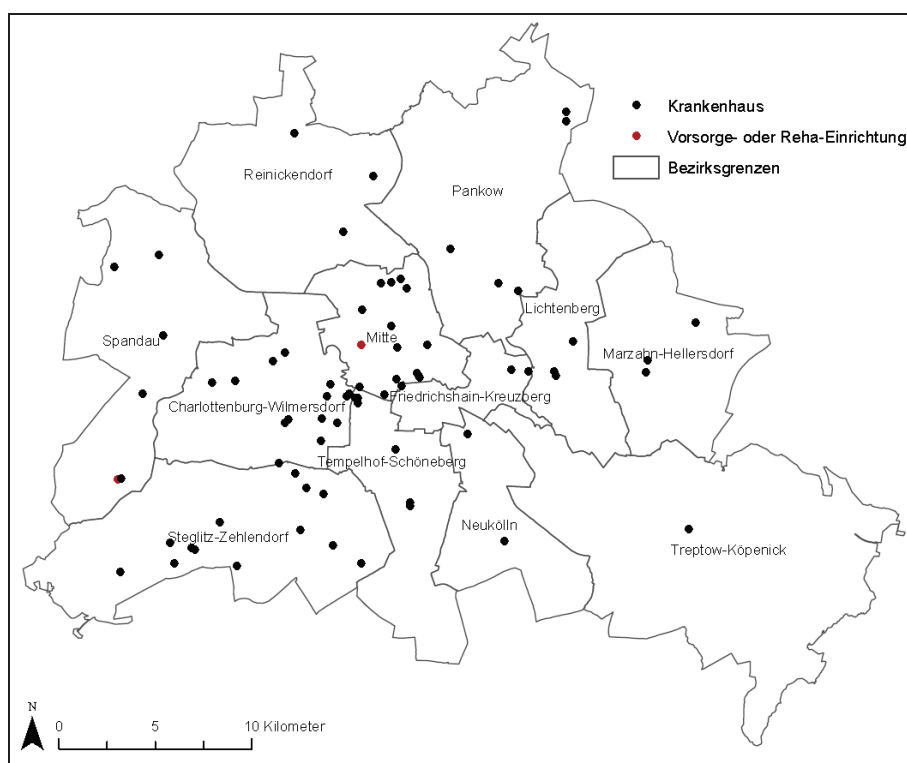 Krankenhaus
Vorsorge- oder Reha-Einrichtung
Bezirksgrenzen
Reinickendorf
Pankow
Lichtenberg
Spandau
Mitte
Marzahn-Hellersdorf
Friedrichshain-Kreuzberg
Charlottenburg-Wilmersdorf
Tempelhof-Schöneberg
Neukölln
Steglitz-Zehlendorf
Treptow-Köpenick
N
0 5 10 Kilometer